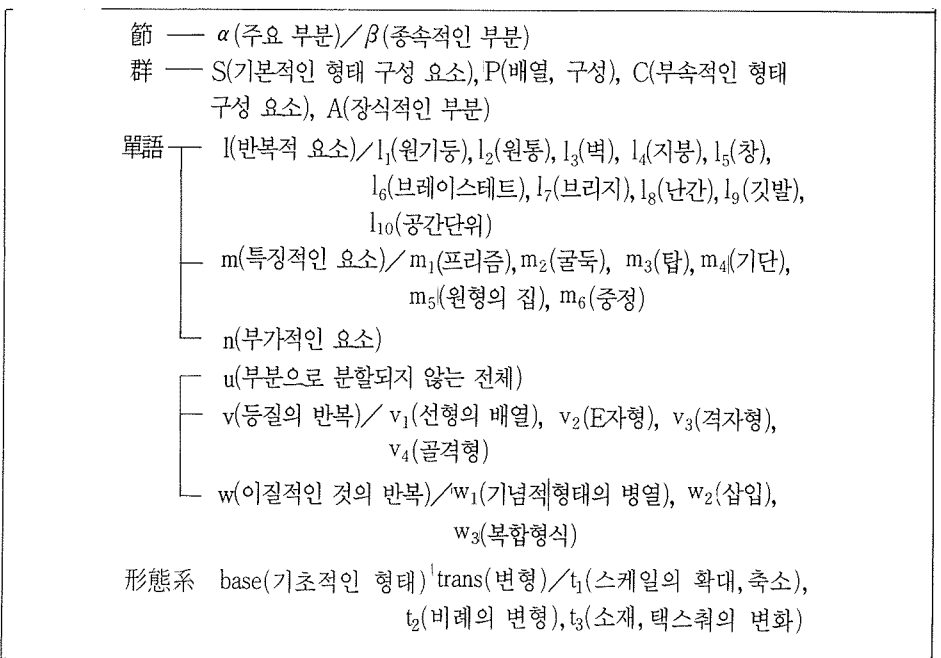 節 — α(주요 부분)／β(종속적인 부분)
群 — S(기본적인 형태 구성 요소), P(배열, 구성), C(부속적인 형태
구성 요소), A(장식적인 부분)
單語 l(반복적 요소)／l₁(원기둥), l₂(원통), l₃(벽), l₄(지붕), l₅(창),
l₆(브레이스테트), l₇(브리지), l₈(난간), l₉(깃발),
l₁₀(공간단위)
m(특징적인 요소)／m₁(프리즘), m₂(굴둑), m₃(탑), m₄(기단),
m₅(원형의 집), m₆(중정)
n(부가적인 요소)
u(부분으로 분할되지 않는 전체)
v(등질의 반복)／v₁(선형의 배열), v₂(E자형), v₃(격자형),
v₄(골격형)
w(이질적인 것의 반복)／w₁(기념적형태의 병열), w₂(삽입),
w₃(복합형식)
形態系 base(기초적인 형태) trans(변형)／t₁(스케일의 확대, 축소),
t₂(비례의 변형), t₃(소재, 택스춰의 변화)